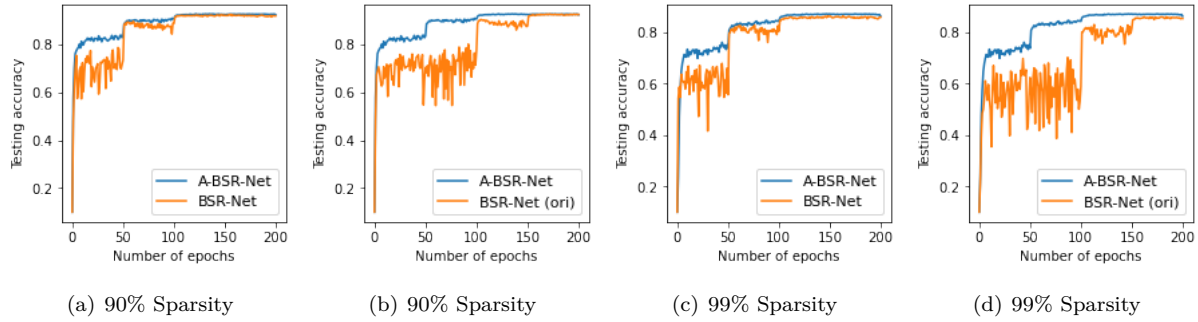 Testing accuracy
0.8
0.6
0.4
0.2
A-BSR-Net
BSR-Net
0 50 100 150 200
Number of epochs
(a) 90% Sparsity
Testing accuracy
0.8
0.6
0.4
0.2
A-BSR-Net
BSR-Net (ori)
0 50 100 150 200
Number of epochs
(b) 90% Sparsity
Testing accuracy
0.8
0.6
0.4
0.2
A-BSR-Net
BSR-Net
0 50 100 150 200
Number of epochs
(c) 99% Sparsity
Testing accuracy
0.8
0.6
0.4
0.2
A-BSR-Net
BSR-Net (ori)
0 50 100 150 200
Number of epochs
(d) 99% Sparsity